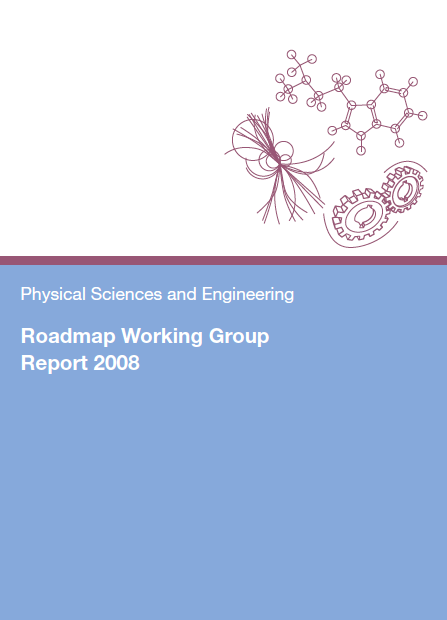 Physical Sciences and Engineering
Roadmap Working Group
Report 2008